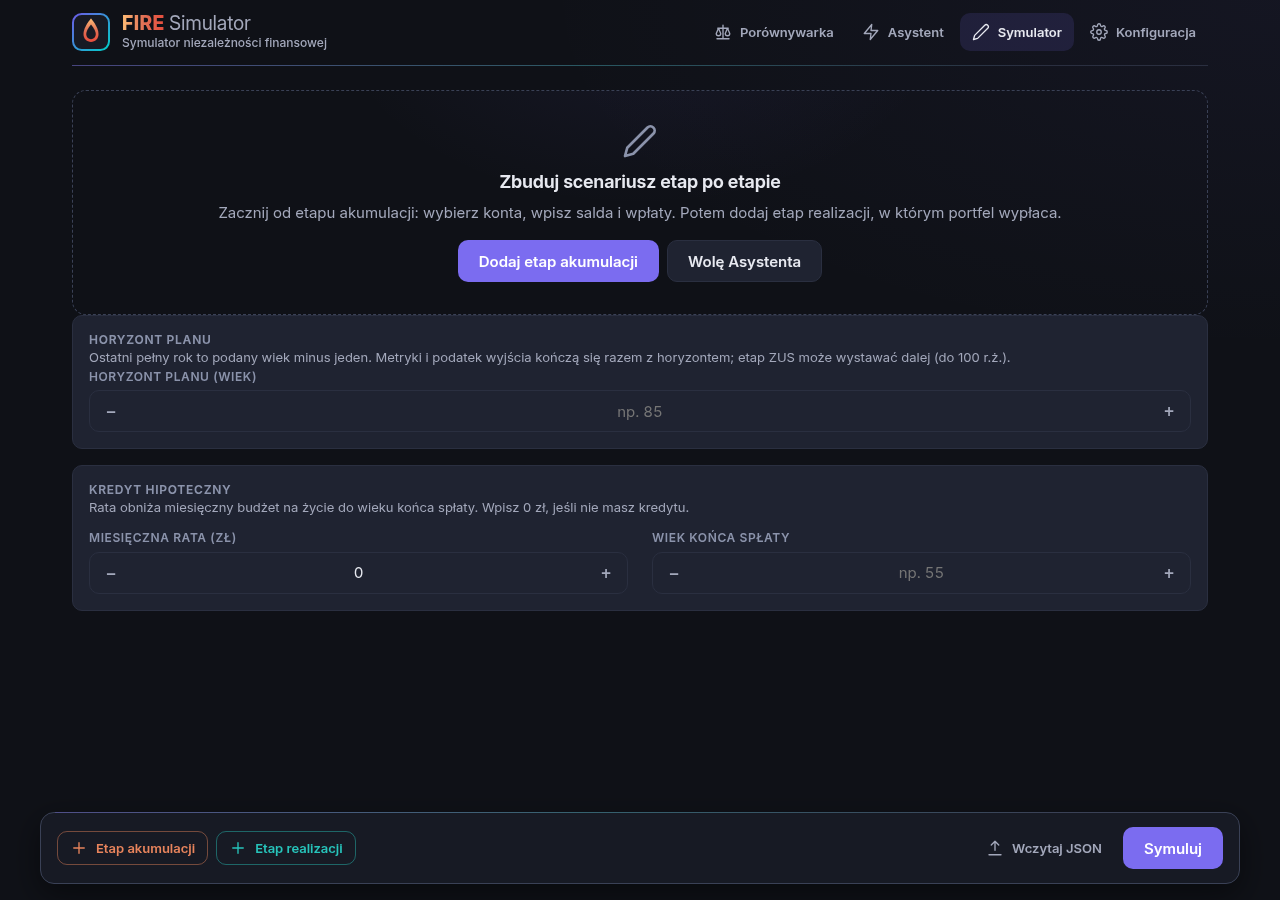 FIRE Simulator
Symulator niezależności finansowej
Porównywarka
Asystent
Symulator
Konfiguracja
Zbuduj scenariusz etap po etapie
Zacznij od etapu akumulacji: wybierz konta, wpisz salda i wpłaty. Potem dodaj etap realizacji, w którym portfel wypłaca.
Dodaj etap akumulacji
Wolę Asystenta
HORYZONT PLANU
Ostatni pełny rok to podany wiek minus jeden. Metryki i podatek wyjścia kończą się razem z horyzontem; etap ZUS może wystawać dalej (do 100 r.ż.).
HORYZONT PLANU (WIEK)
− np. 85 +
KREDYT HIPOTECZNY
Rata obniża miesięczny budżet na życie do wieku końca spłaty. Wpisz 0 zł, jeśli nie masz kredytu.
MIESIĘCZNA RATA (ZŁ)
− 0 +
WIEK KOŃCA SPŁATY
− np. 55 +
+ Etap akumulacji
+ Etap realizacji
Wczytaj JSON
Symuluj